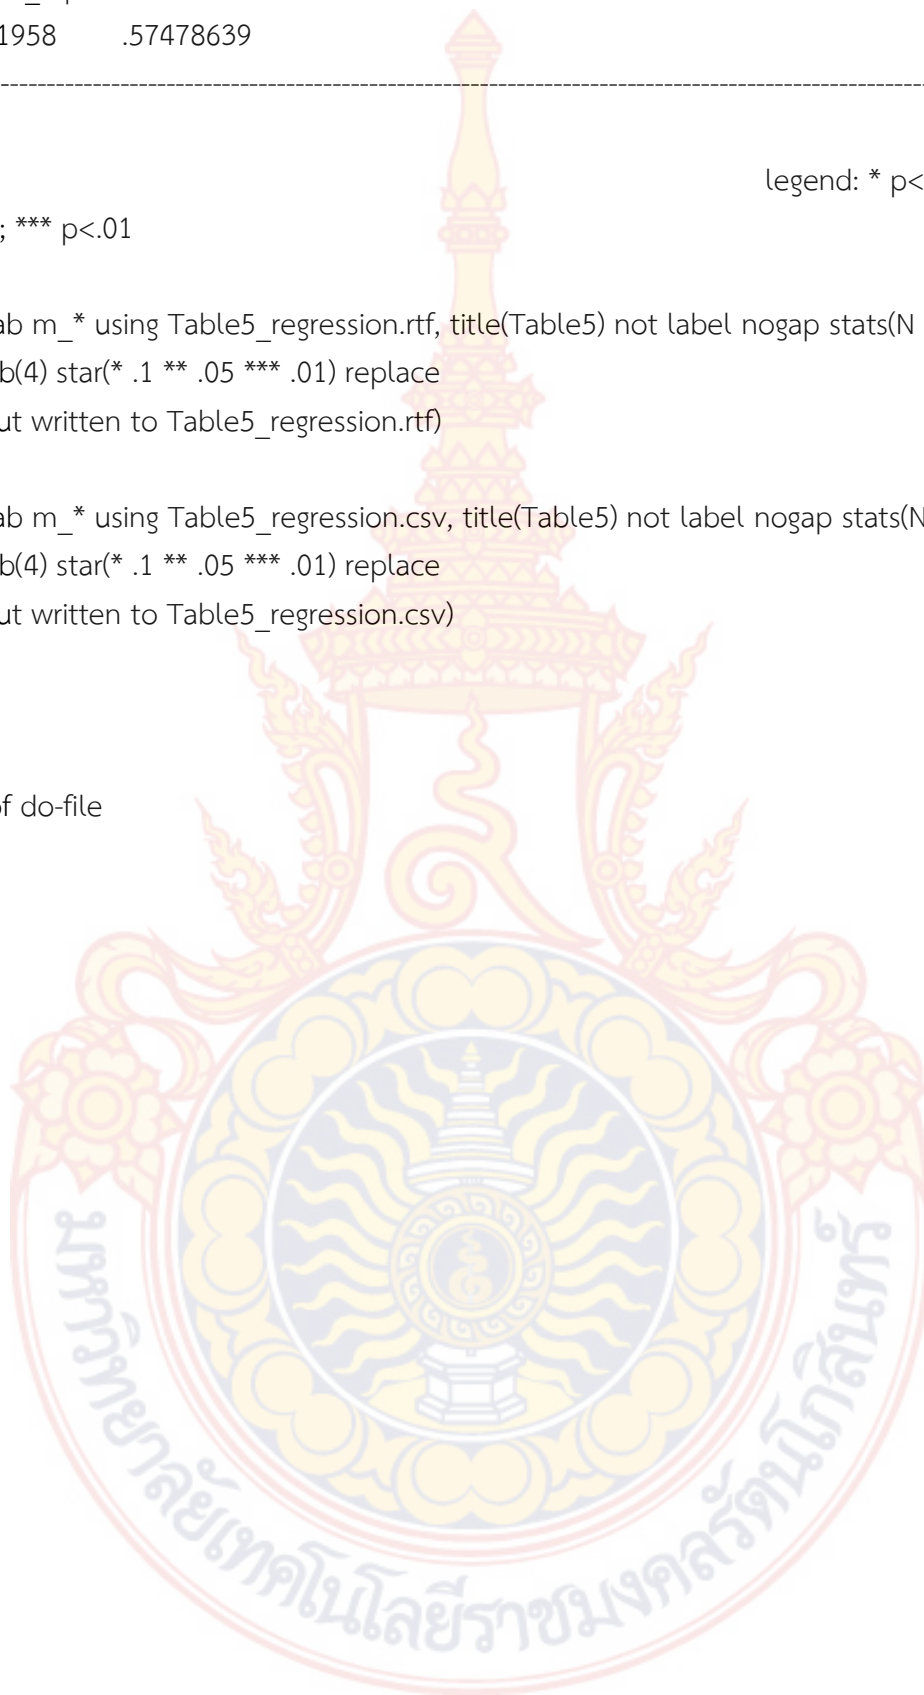 1958 .57478639
--------------------------------------------------------------------------------
legend: * p<
; *** p<.01
ab m_* using Table5_regression.rtf, title(Table5) not label nogap stats(N
b(4) star(* .1 ** .05 *** .01) replace
ut written to Table5_regression.rtf)
ab m_* using Table5_regression.csv, title(Table5) not label nogap stats(N
b(4) star(* .1 ** .05 *** .01) replace
ut written to Table5_regression.csv)
of do-file
มหาวิทยาลัยเทคโนโลยีราชมงคลรัตนโกสินทร์